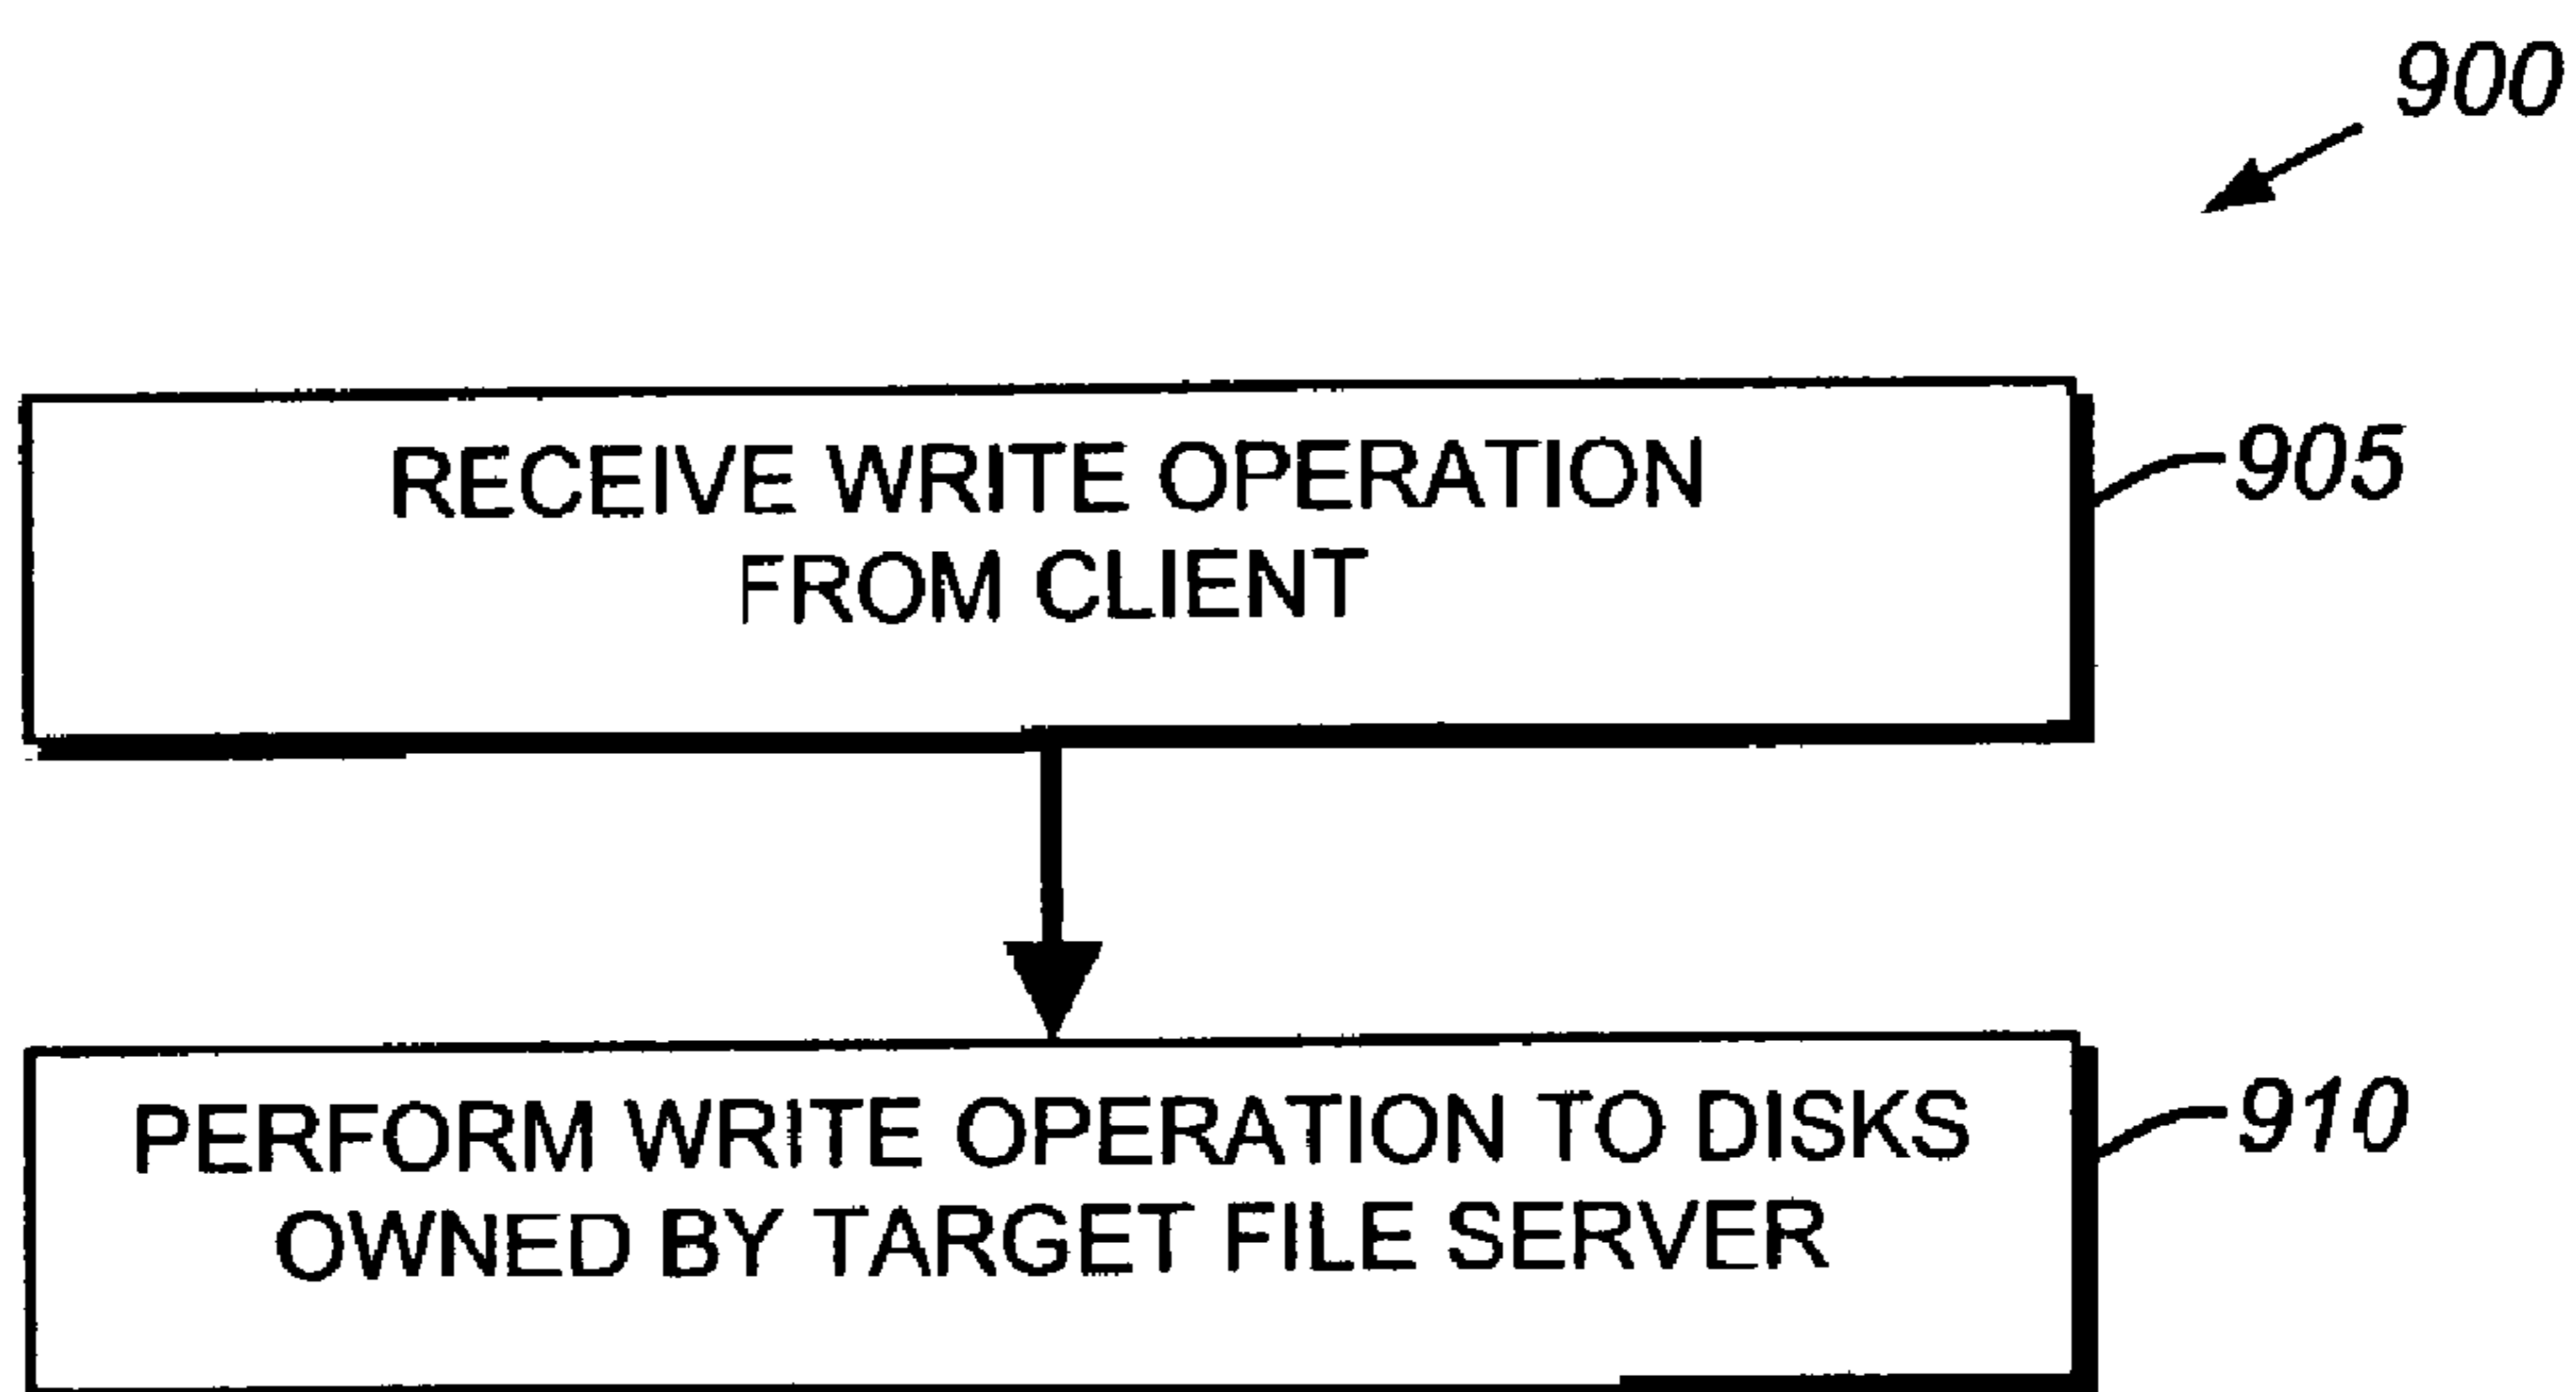 900
RECEIVE WRITE OPERATION
FROM CLIENT
905
PERFORM WRITE OPERATION TO DISKS
OWNED BY TARGET FILE SERVER
910